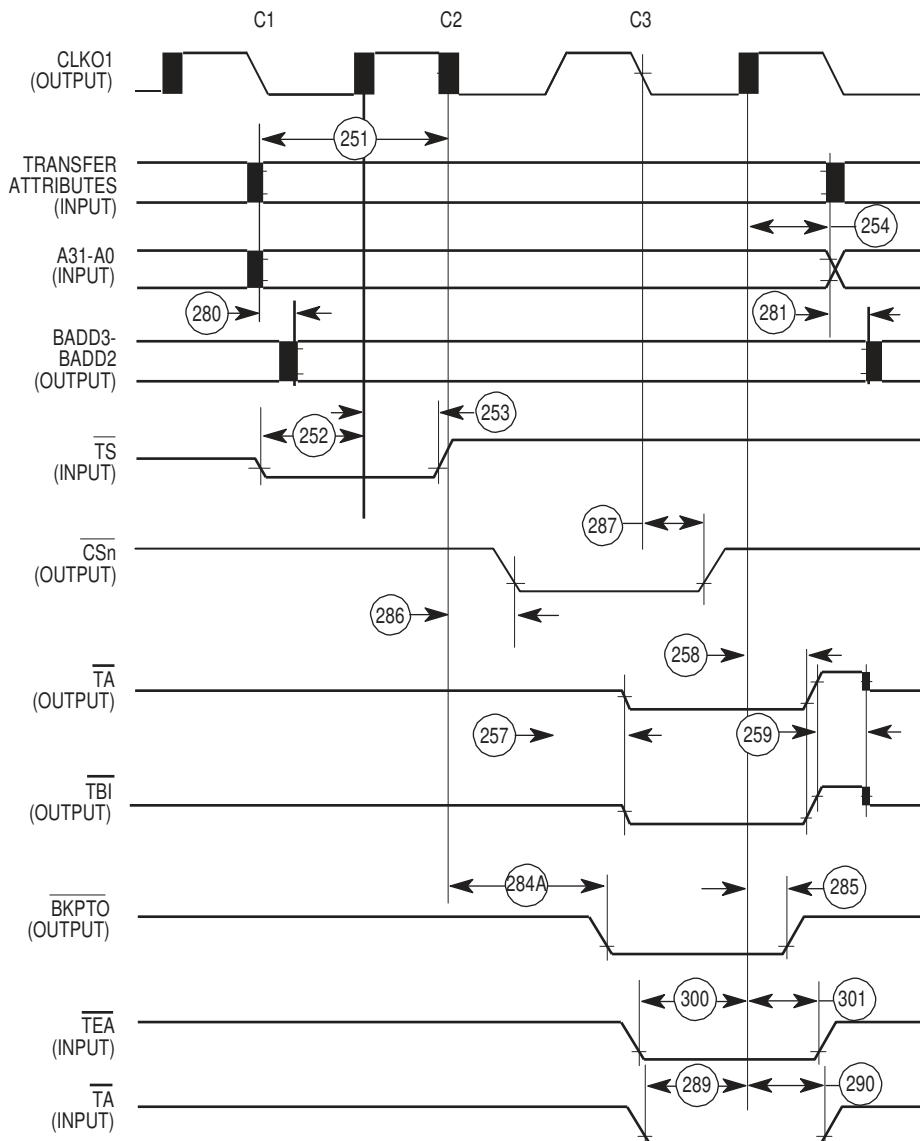 C1 C2 C3
CLKO1
(OUTPUT)
251
TRANSFER
ATTRIBUTES
(INPUT)
254
A31-A0
(INPUT)
280 281
BADD3-
BADD2
(OUTPUT)
253
252
TS
(INPUT)
287
CSn
(OUTPUT)
286
258
TA
(OUTPUT)
257 259
TBI
(OUTPUT)
284A 285
BKPTO
(OUTPUT)
300 301
TEA
(INPUT)
289 290
TA
(INPUT)